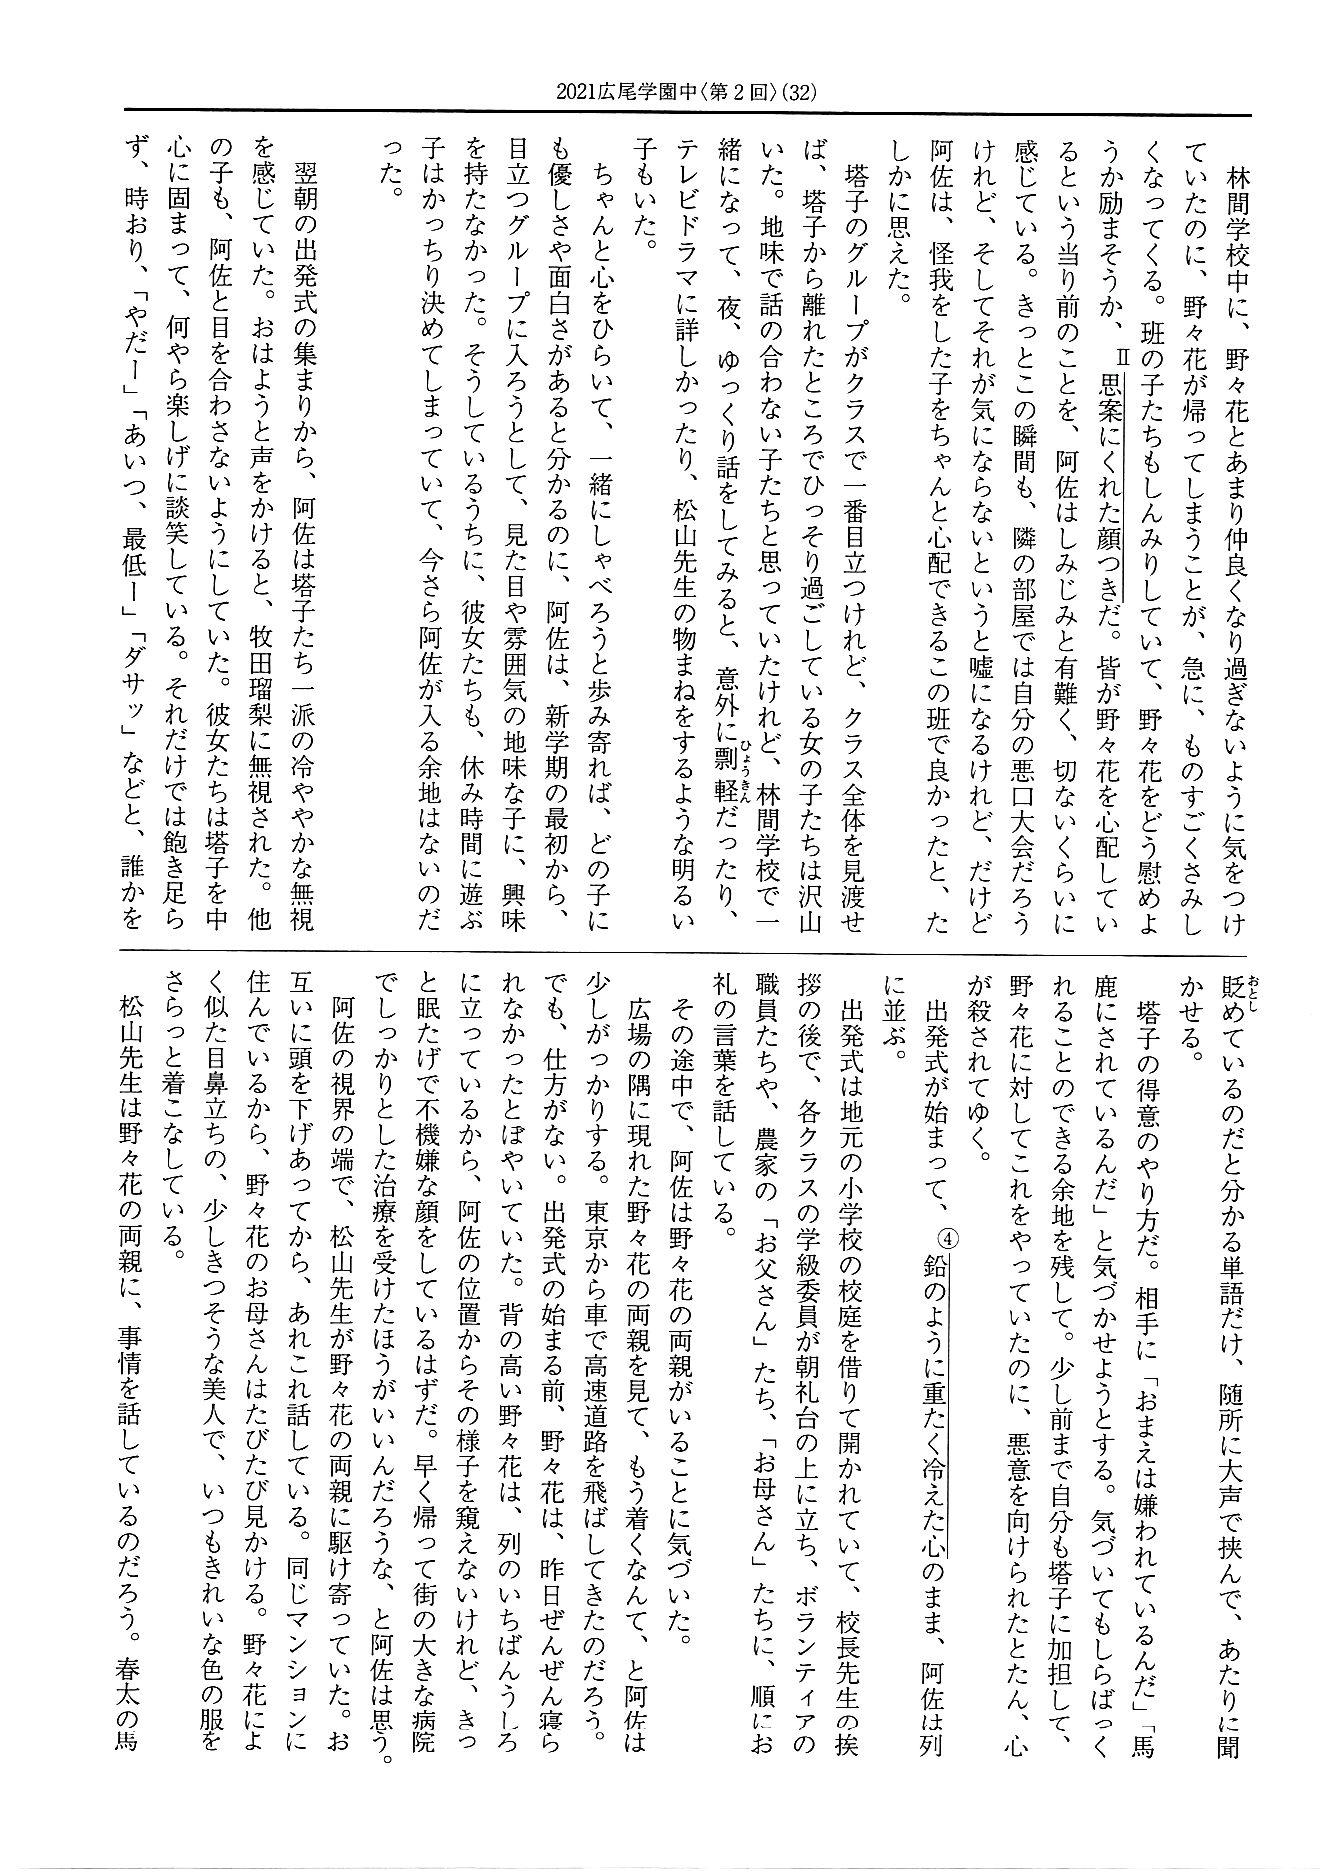 2021広尾学園中〈第2回〉(32)
　林間学校中に、野々花とあまり仲良くなり過ぎないように気をつけ
ていたのに、野々花が帰ってしまうことが、急に、ものすごくさみし
くなってくる。班の子たちもしんみりしていて、野々花をどう慰めよ
うか励まそうか、Ⅱ思案にくれた顔つきだ。皆が野々花を心配してい
るという当り前のことを、阿佐はしみじみと有難く、切ないくらいに
感じている。きっとこの瞬間も、隣の部屋では自分の悪口大会だろう
けれど、そしてそれが気にならないというと嘘になるけれど、だけど
阿佐は、怪我をした子をちゃんと心配できるこの班で良かったと、た
しかに思えた。
　塔子のグループがクラスで一番目立つけれど、クラス全体を見渡せ
ば、塔子から離れたところでひっそり過ごしている女の子たちは沢山
いた。地味で話の合わない子たちと思っていたけれど、林間学校で一
緒になって、夜、ゆっくり話をしてみると、意外に剽軽だったり、
ひょうきん
テレビドラマに詳しかったり、松山先生の物まねをするような明るい
子もいた。
　ちゃんと心をひらいて、一緒にしゃべろうと歩み寄れば、どの子に
も優しさや面白さがあると分かるのに、阿佐は、新学期の最初から、
目立つグループに入ろうとして、見た目や雰囲気の地味な子に、興味
を持たなかった。そうしているうちに、彼女たちも、休み時間に遊ぶ
子はかっちり決めてしまっていて、今さら阿佐が入る余地はないのだ
った。
　翌朝の出発式の集まりから、阿佐は塔子たち一派の冷ややかな無視
を感じていた。おはようと声をかけると、牧田瑠梨に無視された。他
の子も、阿佐と目を合わさないようにしていた。彼女たちは塔子を中
心に固まって、何やら楽しげに談笑している。それだけでは飽き足ら
ず、時おり、「やだー」「あいつ、最低ー」「ダサッ」などと、誰かを
貶めているのだと分かる単語だけ、随所に大声で挟んで、あたりに聞
おとし
かせる。
　塔子の得意のやり方だ。相手に「おまえは嫌われているんだ」「馬
鹿にされているんだ」と気づかせようとする。気づいてもしらばっく
れることのできる余地を残して。少し前まで自分も塔子に加担して、
野々花に対してこれをやっていたのに、悪意を向けられたとたん、心
が殺されてゆく。
　出発式が始まって、④鉛のように重たく冷えた心のまま、阿佐は列
に並ぶ。
　出発式は地元の小学校の校庭を借りて開かれていて、校長先生の挨
拶の後で、各クラスの学級委員が朝礼台の上に立ち、ボランティアの
職員たちや、農家の「お父さん」たち、「お母さん」たちに、順にお
礼の言葉を話している。
　その途中で、阿佐は野々花の両親がいることに気づいた。
　広場の隅に現れた野々花の両親を見て、もう着くなんて、と阿佐は
少しがっかりする。東京から車で高速道路を飛ばしてきたのだろう。
でも、仕方がない。出発式の始まる前、野々花は、昨日ぜんぜん寝ら
れなかったとぼやいていた。背の高い野々花は、列のいちばんうしろ
に立っているから、阿佐の位置からその様子を窺えないけれど、きっ
と眠たげで不機嫌な顔をしているはずだ。早く帰って街の大きな病院
でしっかりとした治療を受けたほうがいいんだろうな、と阿佐は思う。
　阿佐の視界の端で、松山先生が野々花の両親に駆け寄っていた。お
互いに頭を下げあってから、あれこれ話している。同じマンションに
住んでいるから、野々花のお母さんはたびたび見かける。野々花によ
く似た目鼻立ちの、少しきつそうな美人で、いつもきれいな色の服を
さらっと着こなしている。
　松山先生は野々花の両親に、事情を話しているのだろう。春太の馬